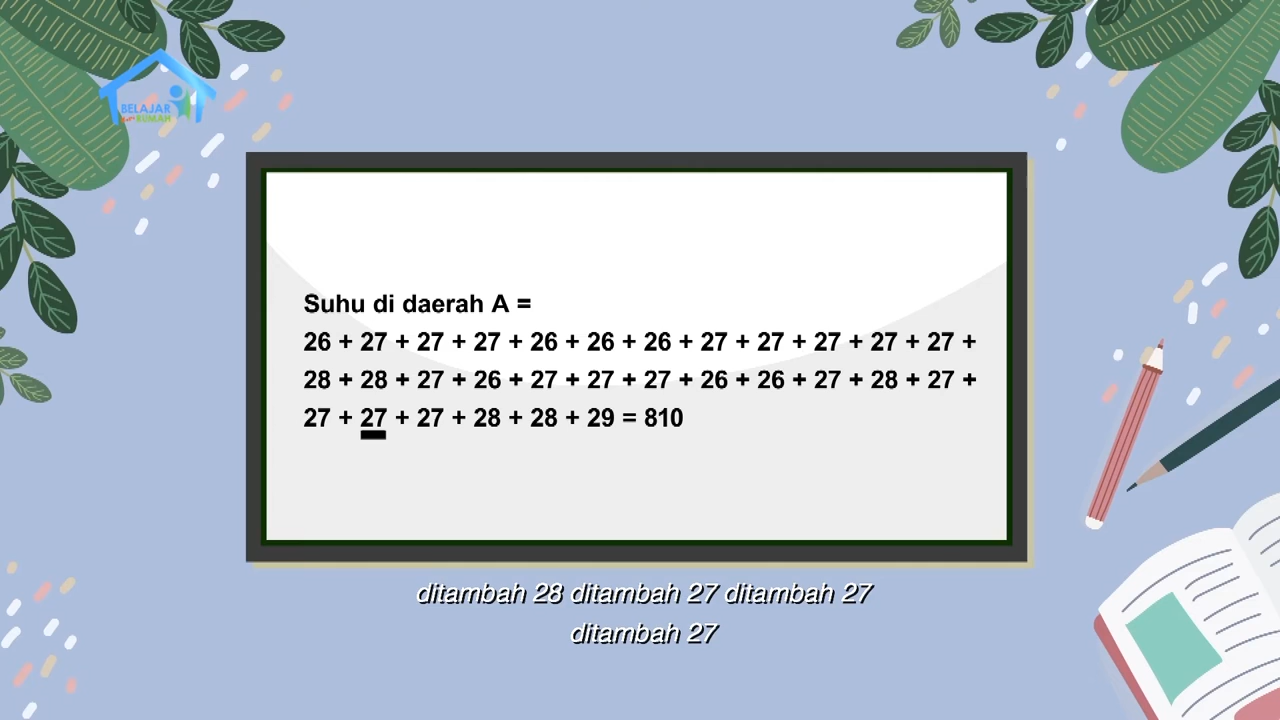 BELAJAR
RUMAH
Suhu di daerah A =
26 + 27 + 27 + 27 + 26 + 26 + 26 + 27 + 27 + 27 + 27 + 27 +
28 + 28 + 27 + 26 + 27 + 27 + 27 + 26 + 26 + 27 + 28 + 27 +
27 + 27 + 27 + 28 + 28 + 29 = 810
ditambah 28 ditambah 27 ditambah 27
ditambah 27